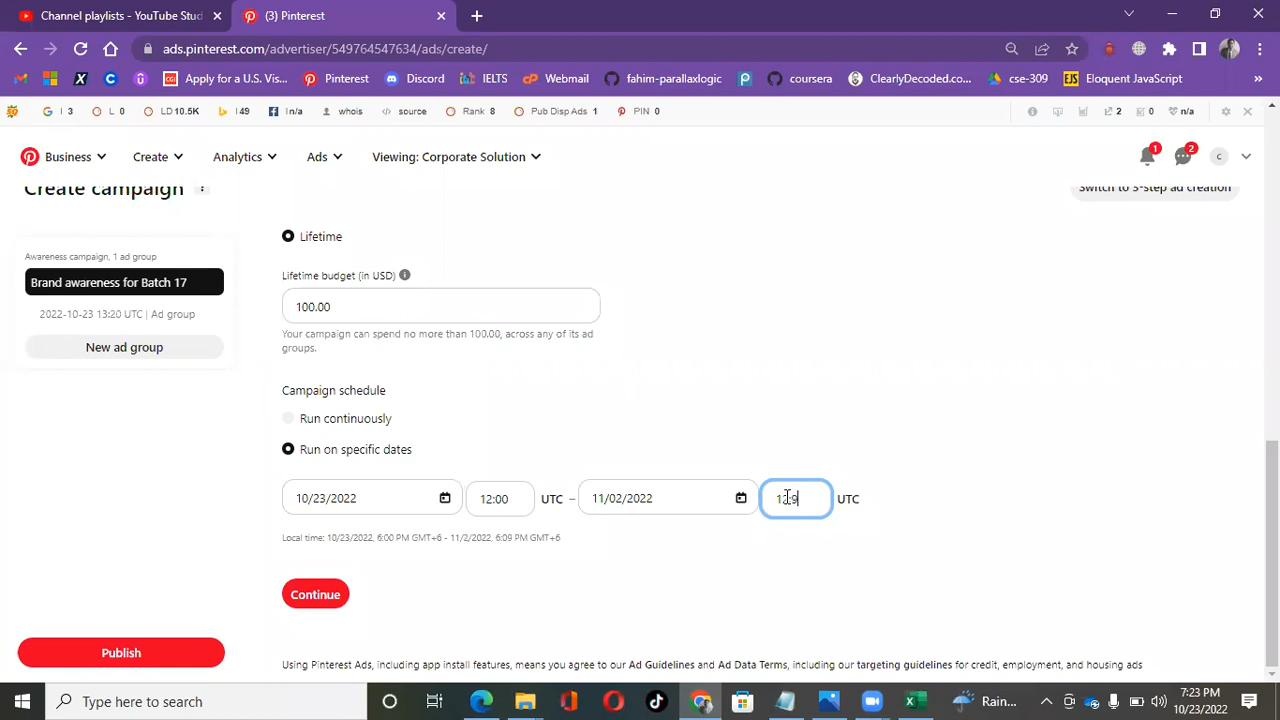 Channel playlists - YouTube Stud
(3) Pinterest
ads.pinterest.com/advertiser/549764547634/ads/create/
Apply for a U.S. Vis...
Pinterest
Discord
IELTS
Webmail
fahim-parallaxlogic
coursera
ClearlyDecoded.co...
cse-309
EJS
Eloquent JavaScript
»
G I 3
L 0
LD 10.5K
I 49
I n/a
whois
source
Rank 8
Pub Disp Ads 1
PIN 0
2
0
n/a
Business
Create
Analytics
Ads
Viewing: Corporate Solution
1
2
C
Create campaign
Switch to 3-step ad creation
Awareness campaign, 1 ad group
Brand awareness for Batch 17
2022-10-23 13:20 UTC | Ad group
New ad group
Publish
Lifetime
Lifetime budget (in USD)
100.00
Your campaign can spend no more than 100.00, across any of its ad
groups.
Campaign schedule
Run continuously
Run on specific dates
10/23/2022
12:00
UTC –
11/02/2022
UTC
Local time: 10/23/2022, 6:00 PM GMT+6 - 11/2/2022, 6:09 PM GMT+6
Continue
Using Pinterest Ads, including app install features, means you agree to our Ad Guidelines and Ad Data Terms, including our targeting guidelines for credit, employment, and housing ads
Type here to search
Rain...
7:23 PM
10/23/2022